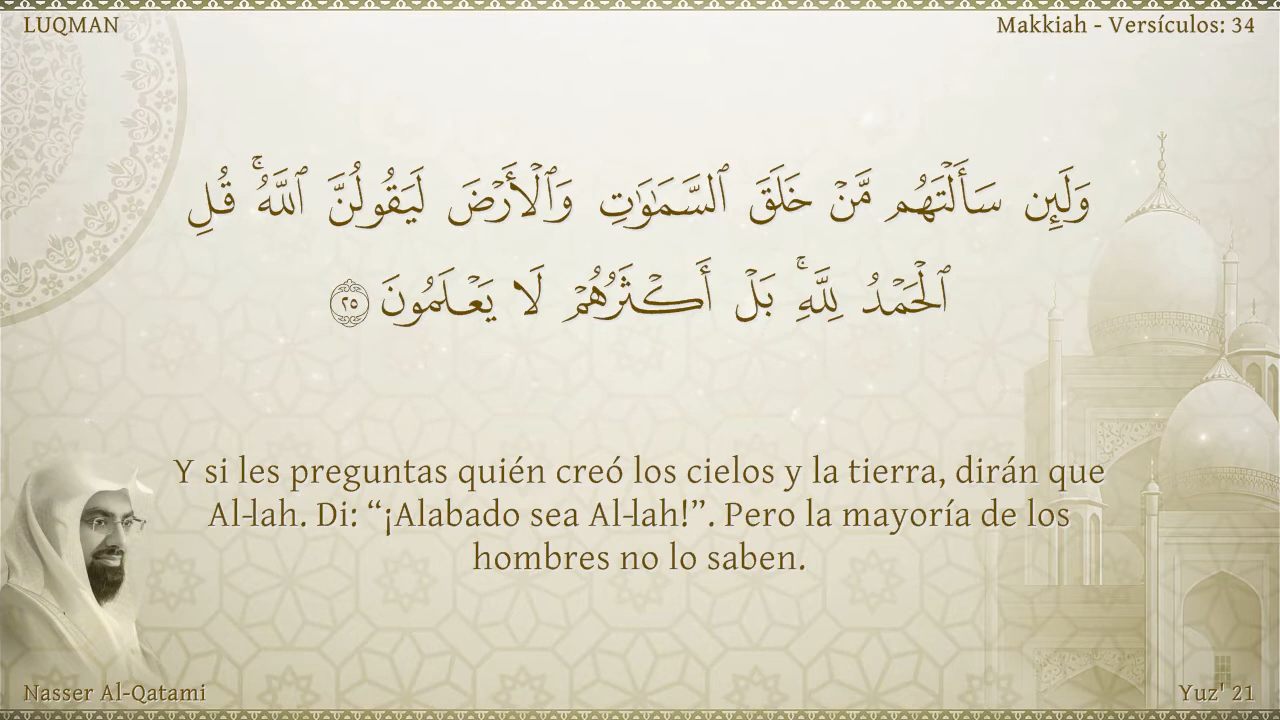 LUQMAN
Makkiah - Versículos: 34
وَلَئِن سَأَلْتَهُم مَّنْ خَلَقَ ٱلسَّمَـٰوَٰتِ وَٱلْأَرْضَ لَيَقُولُنَّ ٱللَّهُ ۚ قُلِ
ٱلْحَمْدُ لِلَّهِ ۚ بَلْ أَكْثَرُهُمْ لَا يَعْلَمُونَ ٢٥
Y si les preguntas quién creó los cielos y la tierra, dirán que
Al-lah. Di: “¡Alabado sea Al-lah!”. Pero la mayoría de los
hombres no lo saben.
Nasser Al-Qatami
Yuz' 21